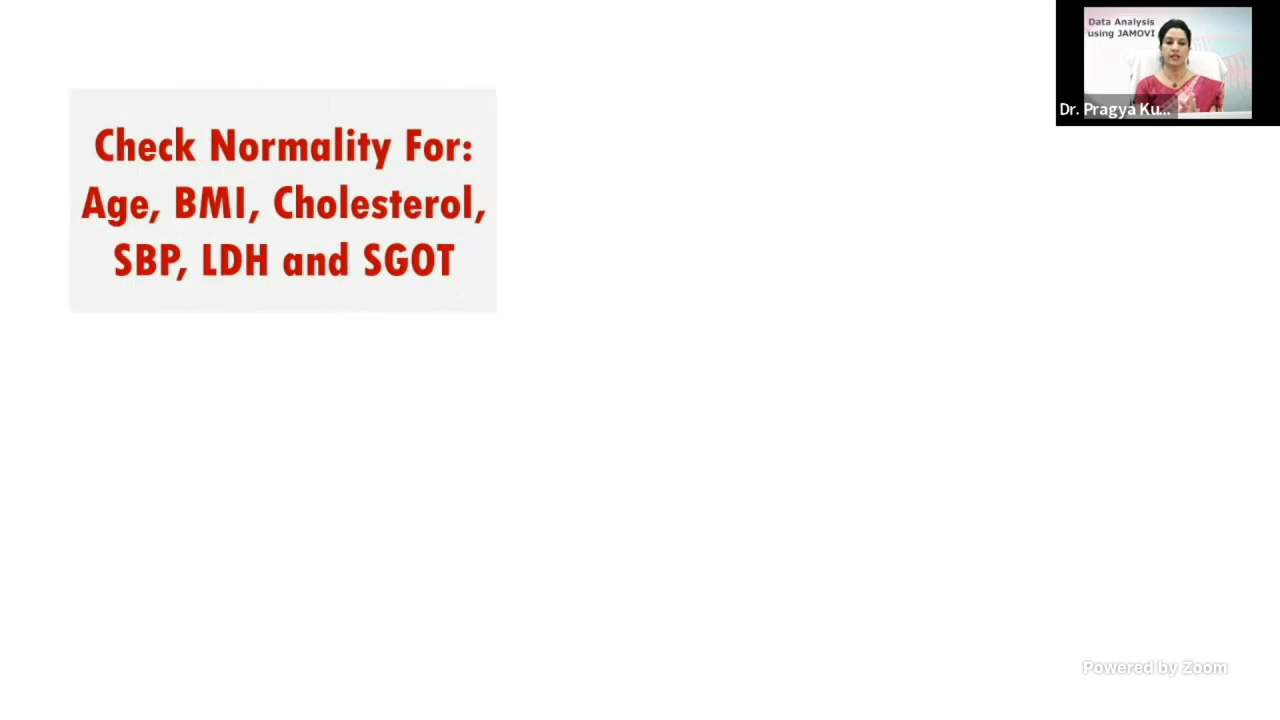 Check Normality For:
Age, BMI, Cholesterol,
SBP, LDH and SGOT
Data Analysis
using JAMOVI
Dr. Pragya Ku...
Powered by Zoom